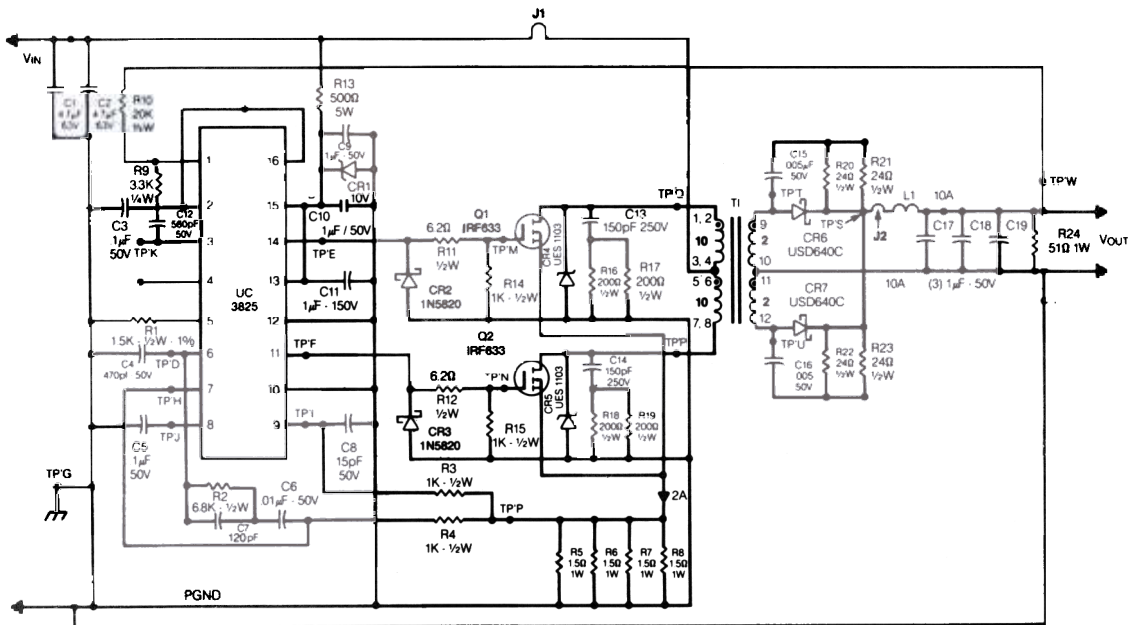 J1
VIN
C1
4.7µF
63V
C2
4.7µF
63V
R10
20K
½W
R13
500Ω
5W
C9
1µF - 50V
CR1
10V
R9
3.3K
¼W
C12
560pF
50V
C3
.1µF
50V
TP'K
1
2
3
4
5
6
7
8
16
15
14
13
12
11
10
9
UC
3825
C10
1µF / 50V
TP'E
C11
1µF - 150V
R1
1.5K - ½W - 1%
C4
470pf 50V
TP'D
TP'H
TP'J
C5
1µF
50V
TP'G
R2
6.8K - ½W
C7
120pF
C6
.01µF - 50V
TP'F
TP'I
C8
15pF
50V
R3
1K - ½W
R4
1K - ½W
TP'P
PGND
Q1
IRF633
6.2Ω
R11
½W
CR2
1N5820
TP'M
R14
1K - ½W
CR4
UES 1103
C13
150pF 250V
R16
200Ω
½W
R17
200Ω
½W
TP'Q
Q2
IRF633
6.2Ω
R12
½W
CR3
1N5820
TP'N
R15
1K - ½W
CR5
UES 1103
C14
150pF
250V
R18
200Ω
½W
R19
200Ω
½W
TP'P
2A
R5
1.5Ω
1W
R6
1.5Ω
1W
R7
1.5Ω
1W
R8
1.5Ω
1W
T1
1, 2
10
3, 4
5, 6
10
7, 8
9
2
10
11
2
12
C15
.005µF
50V
R20
24Ω
½W
R21
24Ω
½W
TP'T
CR6
USD640C
TP'S
J2
L1
10A
C17
C18
C19
TP'W
R24
51Ω 1W
VOUT
10A
(3) 1µF - 50V
CR7
USD640C
TP'U
C16
.005
50V
R22
24Ω
½W
R23
24Ω
½W